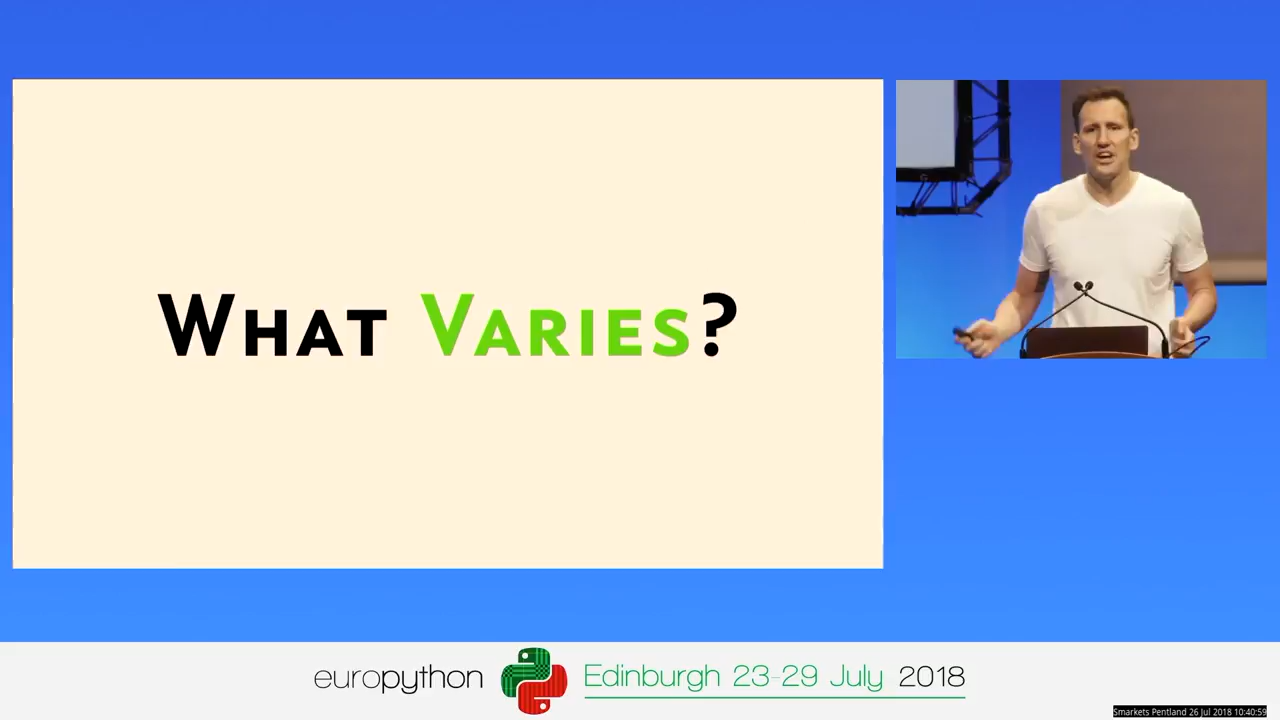 What Varies?
europython Edinburgh 23-29 July 2018
Smarkets Pentland 26 Jul 2018 10:40:59